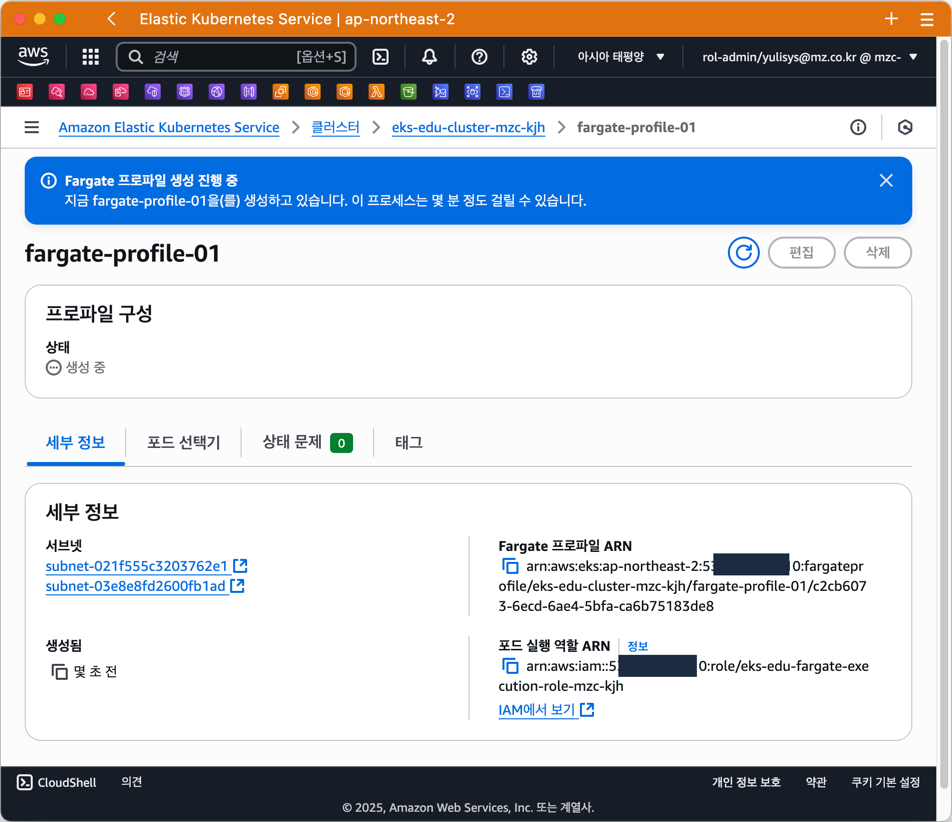 Elastic Kubernetes Service | ap-northeast-2
aws
검색 [옵션+S]
아시아 태평양
rol-admin/yulisys@mz.co.kr @ mzc-
Amazon Elastic Kubernetes Service
클러스터
eks-edu-cluster-mzc-kjh
fargate-profile-01
Fargate 프로파일 생성 진행 중
지금 fargate-profile-01을(를) 생성하고 있습니다. 이 프로세스는 몇 분 정도 걸릴 수 있습니다.
fargate-profile-01
편집
삭제
프로파일 구성
상태
생성 중
세부 정보
포드 선택기
상태 문제 0
태그
세부 정보
서브넷
subnet-021f555c3203762e1
subnet-03e8e8fd2600fb1ad
Fargate 프로파일 ARN
arn:aws:eks:ap-northeast-2:53 0:fargatepr
ofile/eks-edu-cluster-mzc-kjh/fargate-profile-01/c2cb607
3-6ecd-6ae4-5bfa-ca6b75183de8
생성됨
몇 초 전
포드 실행 역할 ARN 정보
arn:aws:iam::53 0:role/eks-edu-fargate-exe
cution-role-mzc-kjh
IAM에서 보기
CloudShell
의견
개인 정보 보호
약관
쿠키 기본 설정
© 2025, Amazon Web Services, Inc. 또는 계열사.